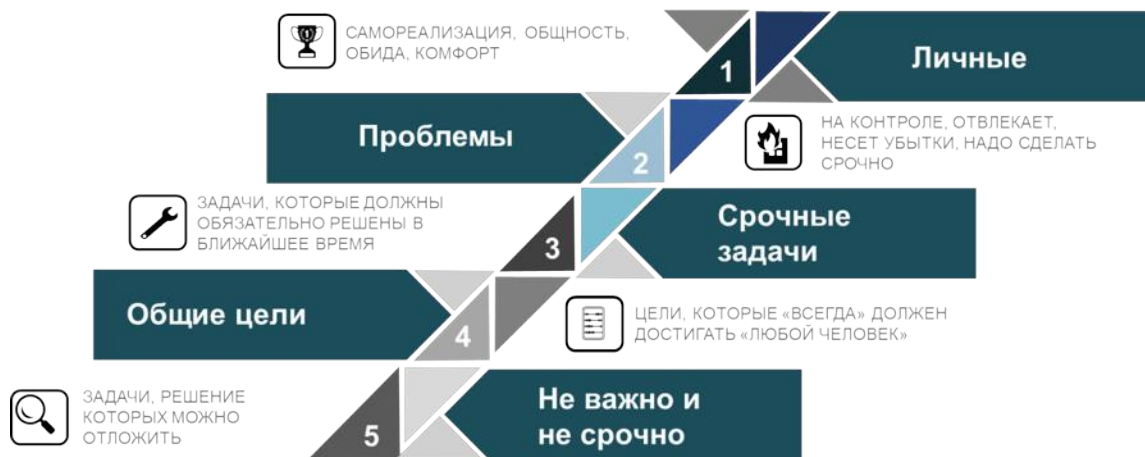 САМОРЕАЛИЗАЦИЯ, ОБЩНОСТЬ,
ОБИДА, КОМФОРТ
1
Личные
Проблемы
2
НА КОНТРОЛЕ, ОТВЛЕКАЕТ,
НЕСЕТ УБЫТКИ, НАДО СДЕЛАТЬ
СРОЧНО
ЗАДАЧИ, КОТОРЫЕ ДОЛЖНЫ
ОБЯЗАТЕЛЬНО РЕШЕНЫ В
БЛИЖАЙШЕЕ ВРЕМЯ
3
Срочные
задачи
Общие цели
4
ЦЕЛИ, КОТОРЫЕ «ВСЕГДА» ДОЛЖЕН
ДОСТИГАТЬ «ЛЮБОЙ ЧЕЛОВЕК»
ЗАДАЧИ, РЕШЕНИЕ
КОТОРЫХ МОЖНО
ОТЛОЖИТЬ
5
Не важно и
не срочно